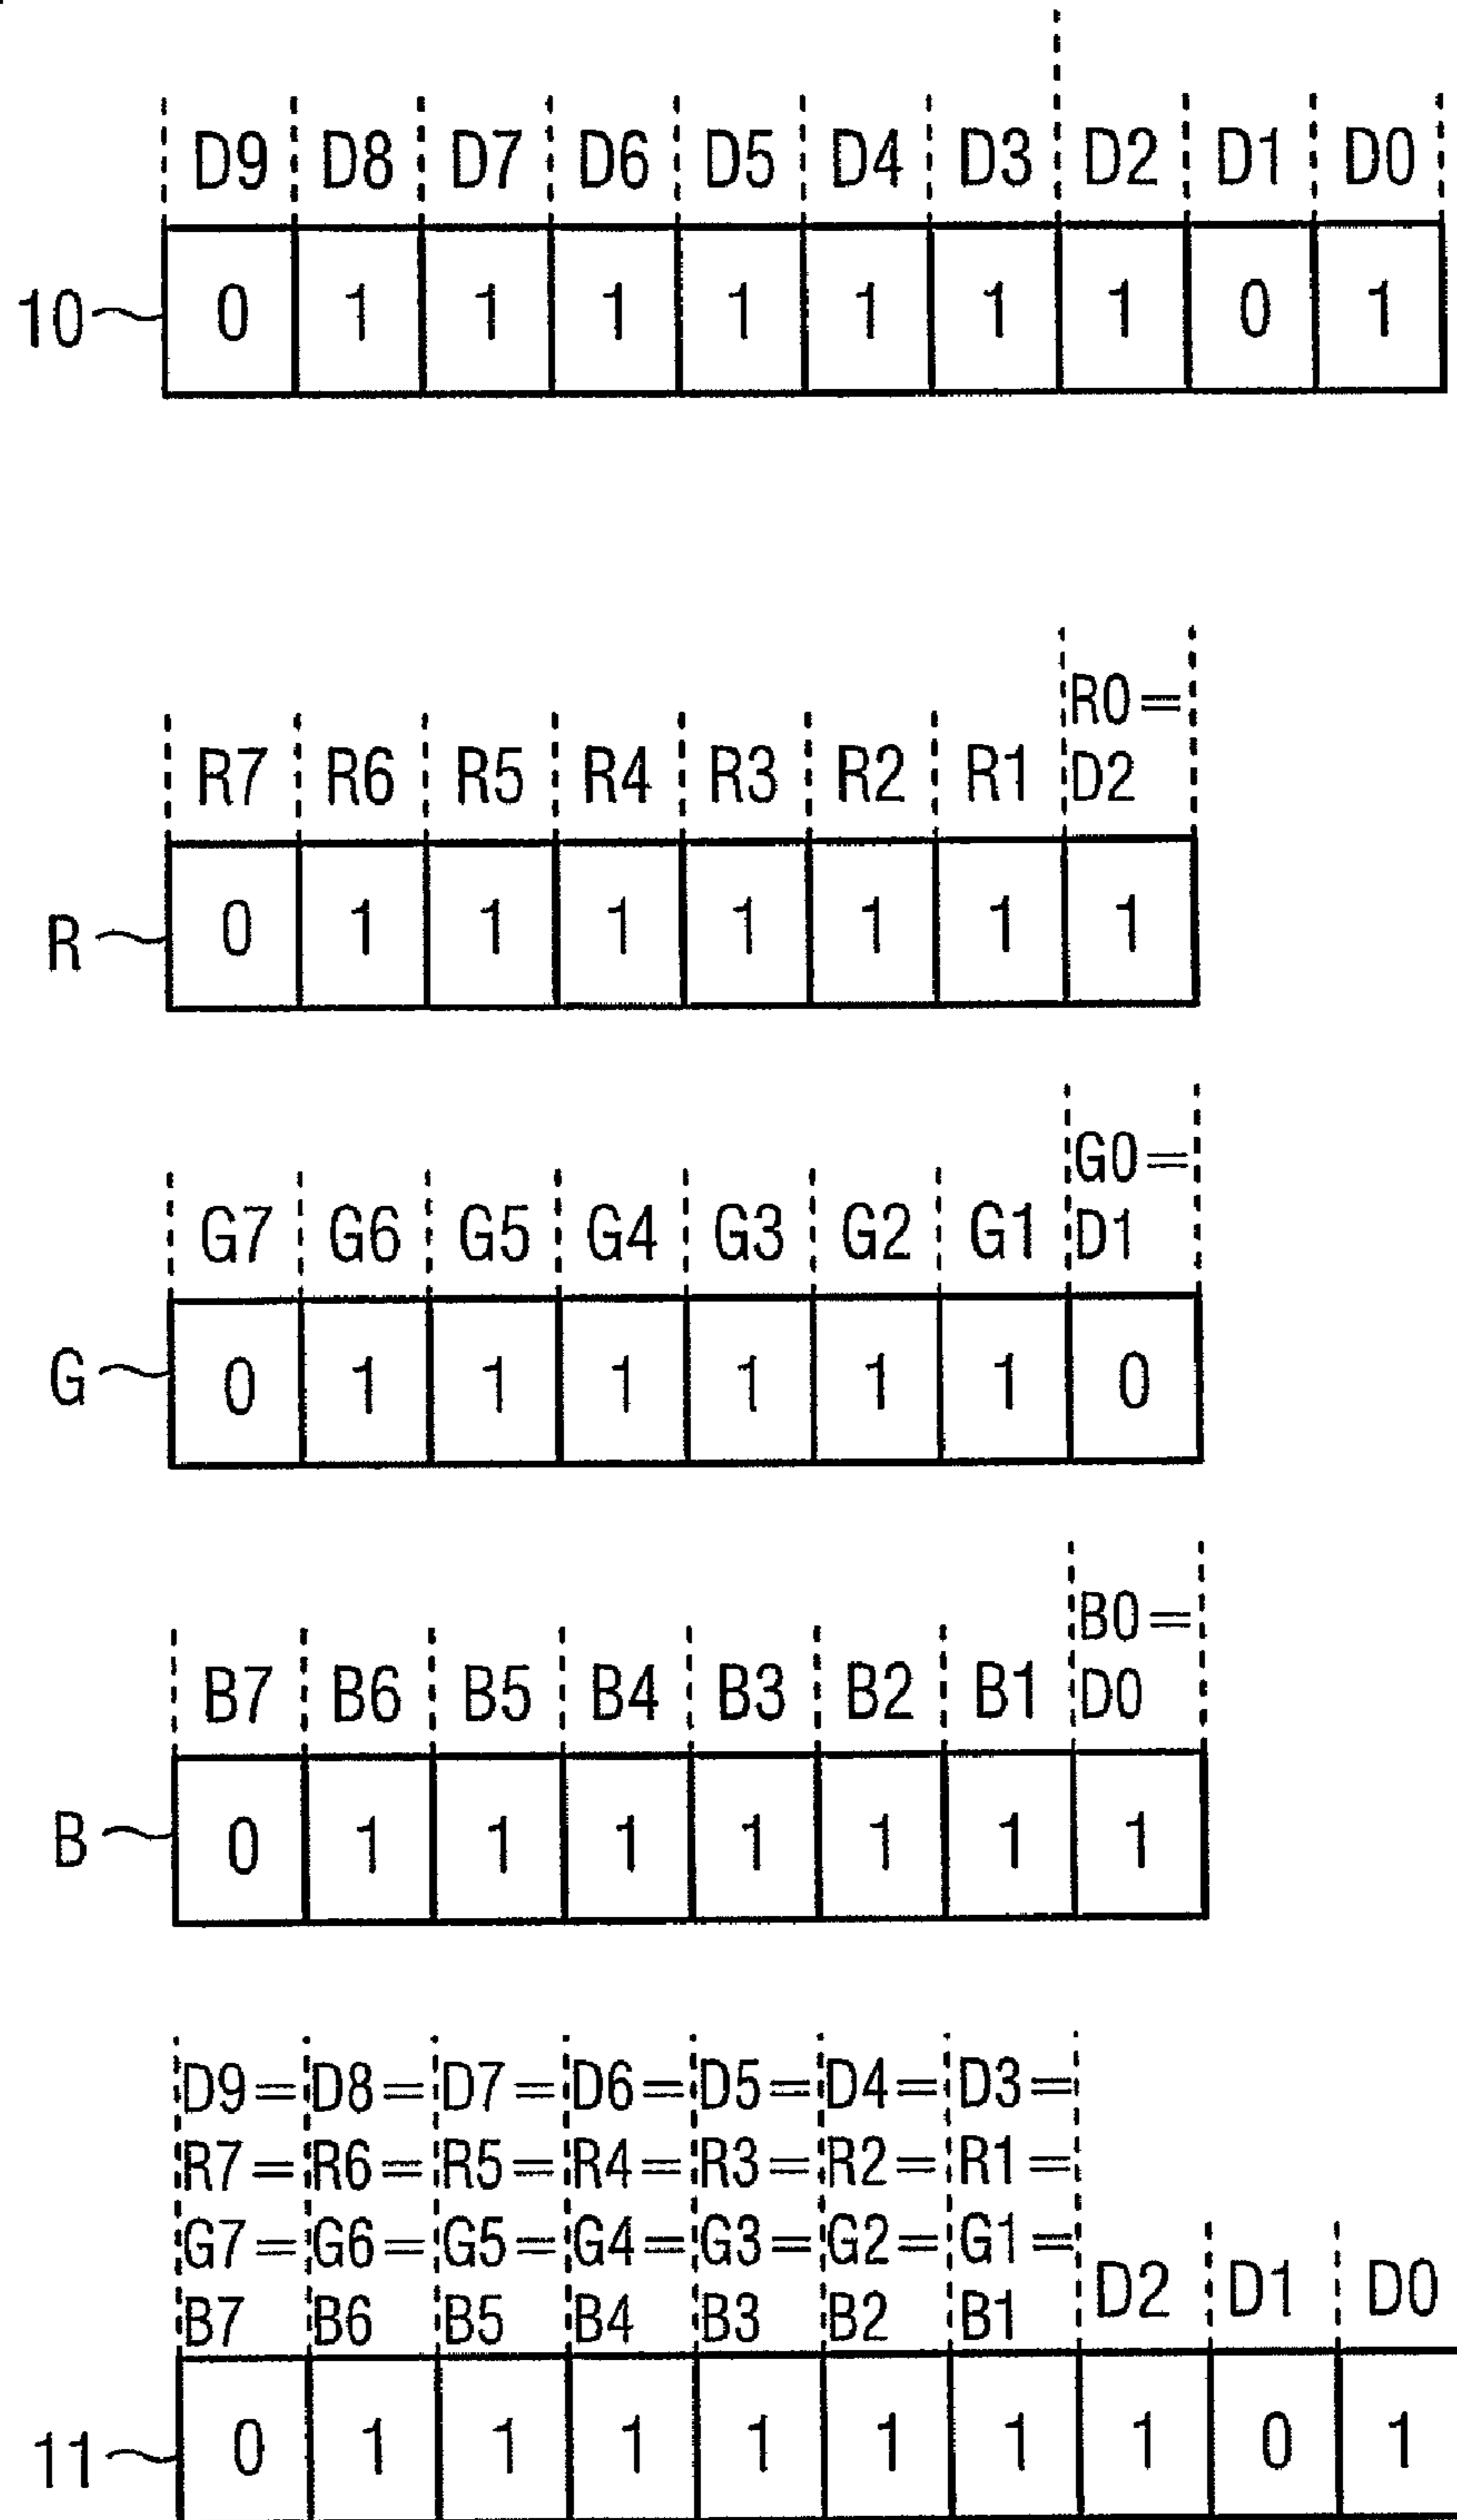 D9 D8 D7 D6 D5 D4 D3 D2 D1 D0
10 0 1 1 1 1 1 1 1 0 1
R0=
R7 R6 R5 R4 R3 R2 R1 D2
R 0 1 1 1 1 1 1 1
G0=
G7 G6 G5 G4 G3 G2 G1 D1
G 0 1 1 1 1 1 1 0
B0=
B7 B6 B5 B4 B3 B2 B1 D0
B 0 1 1 1 1 1 1 1
D9= D8= D7= D6= D5= D4= D3=
R7= R6= R5= R4= R3= R2= R1=
G7= G6= G5= G4= G3= G2= G1=
B7 B6 B5 B4 B3 B2 B1 D2 D1 D0
11 0 1 1 1 1 1 1 1 0 1